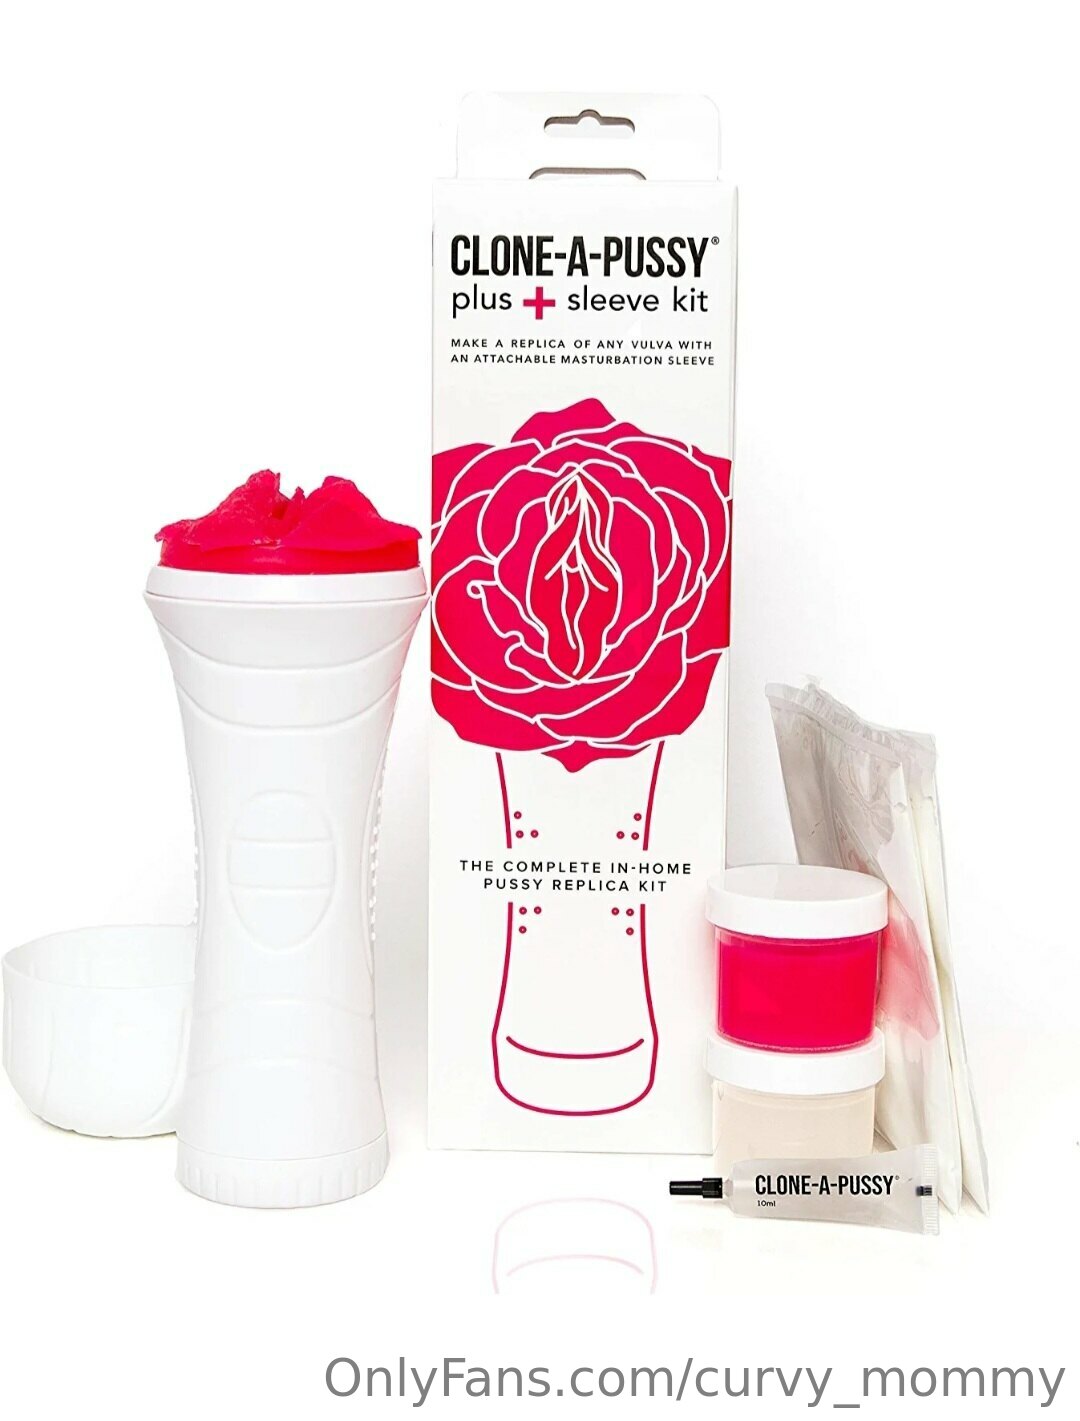 CLONE-A-PUSSY®
plus + sleeve kit
MAKE A REPLICA OF ANY VULVA WITH
AN ATTACHABLE MASTURBATION SLEEVE
THE COMPLETE IN-HOME
PUSSY REPLICA KIT
CLONE-A-PUSSY®
10ml
OnlyFans.com/curvy_mommy